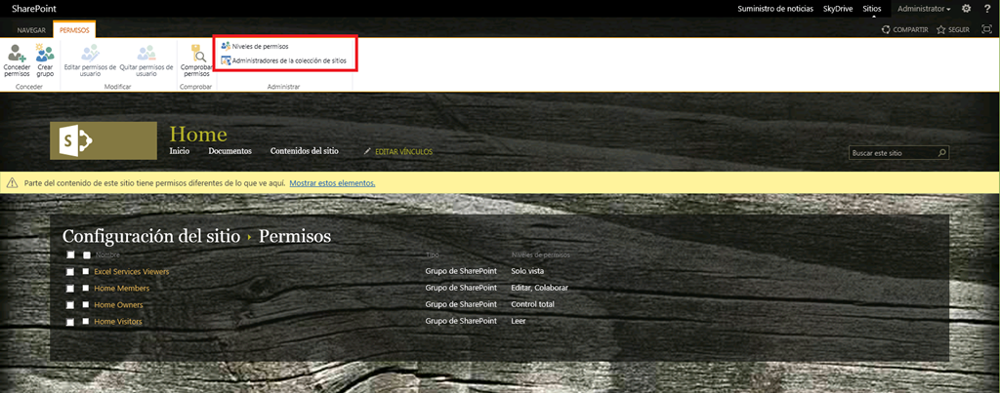 SharePoint
Suministro de noticias SkyDrive Sitios Administrator ?
NAVEGAR PERMISOS
COMPARTIR SEGUIR
Conceder permisos
Crear grupo
Editar permisos de usuario
Quitar permisos de usuario
Comprobar permisos
Niveles de permisos
Administradores de la colección de sitios
Conceder Modificar Comprobar Administrar
S
Home
Inicio Documentos Contenidos del sitio EDITAR VÍNCULOS
Buscar este sitio
Parte del contenido de este sitio tiene permisos diferentes de lo que ve aquí. Mostrar estos elementos.
Configuración del sitio › Permisos
Nombre Tipo Niveles de permisos
Excel Services Viewers Grupo de SharePoint Solo vista
Home Members Grupo de SharePoint Editar, Colaborar
Home Owners Grupo de SharePoint Control total
Home Visitors Grupo de SharePoint Leer